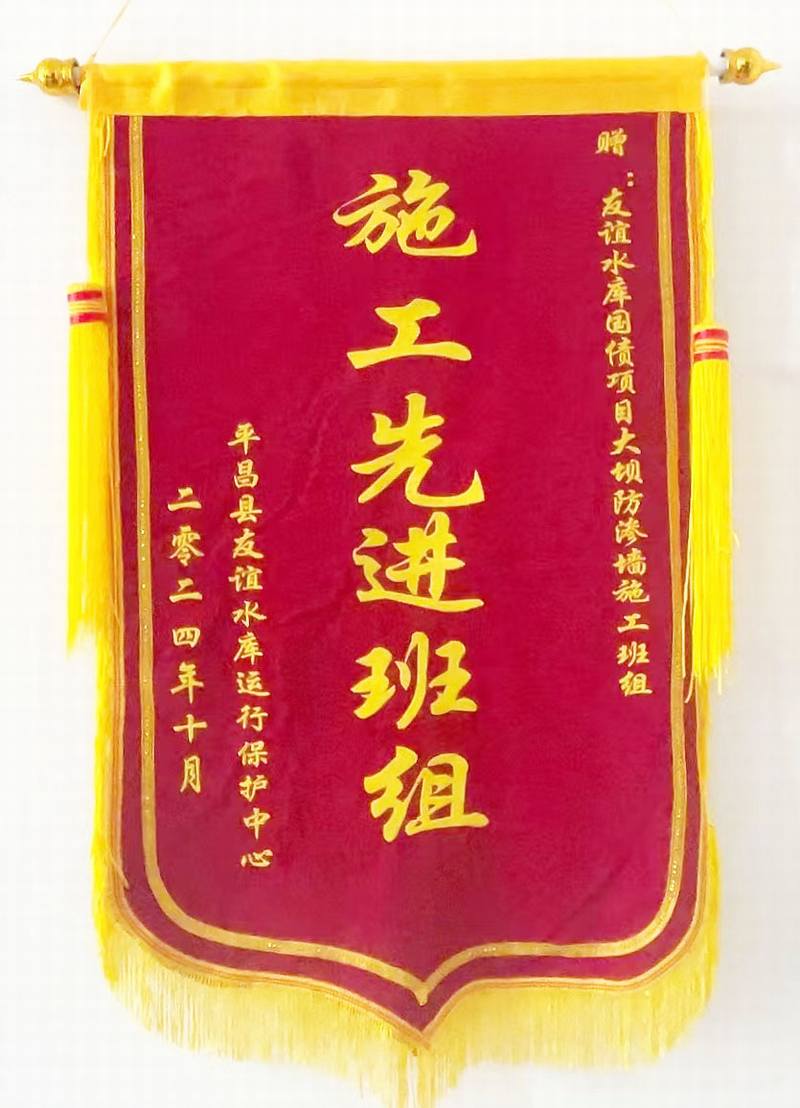 赠：友谊水库国债项目大坝防渗墙施工班组
施工先进班组
平昌县友谊水库运行保护中心
二零二四年十月